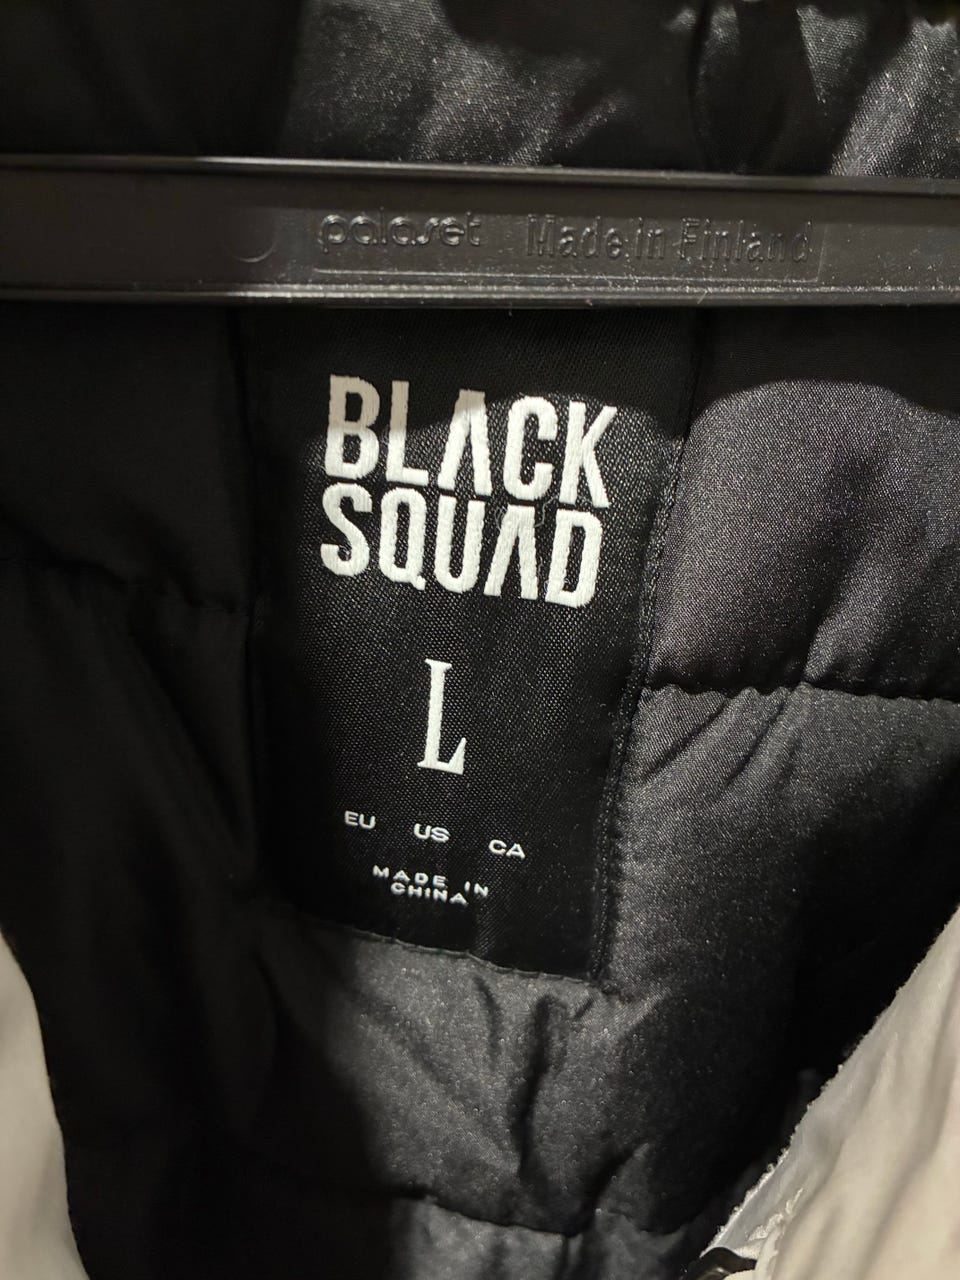 palaset Made in Finland
BLACK
SQUAD
L
EU US CA
MADE IN
CHINA